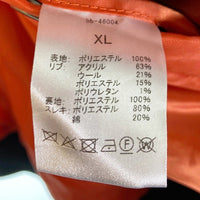 96-46004
XL
表地: ポリエステル 100%
リブ: アクリル 63%
ウール 21%
ポリエステル 15%
ポリウレタン 1%
裏地: ポリエステル 100%
スレキ: ポリエステル 80%
綿 20%